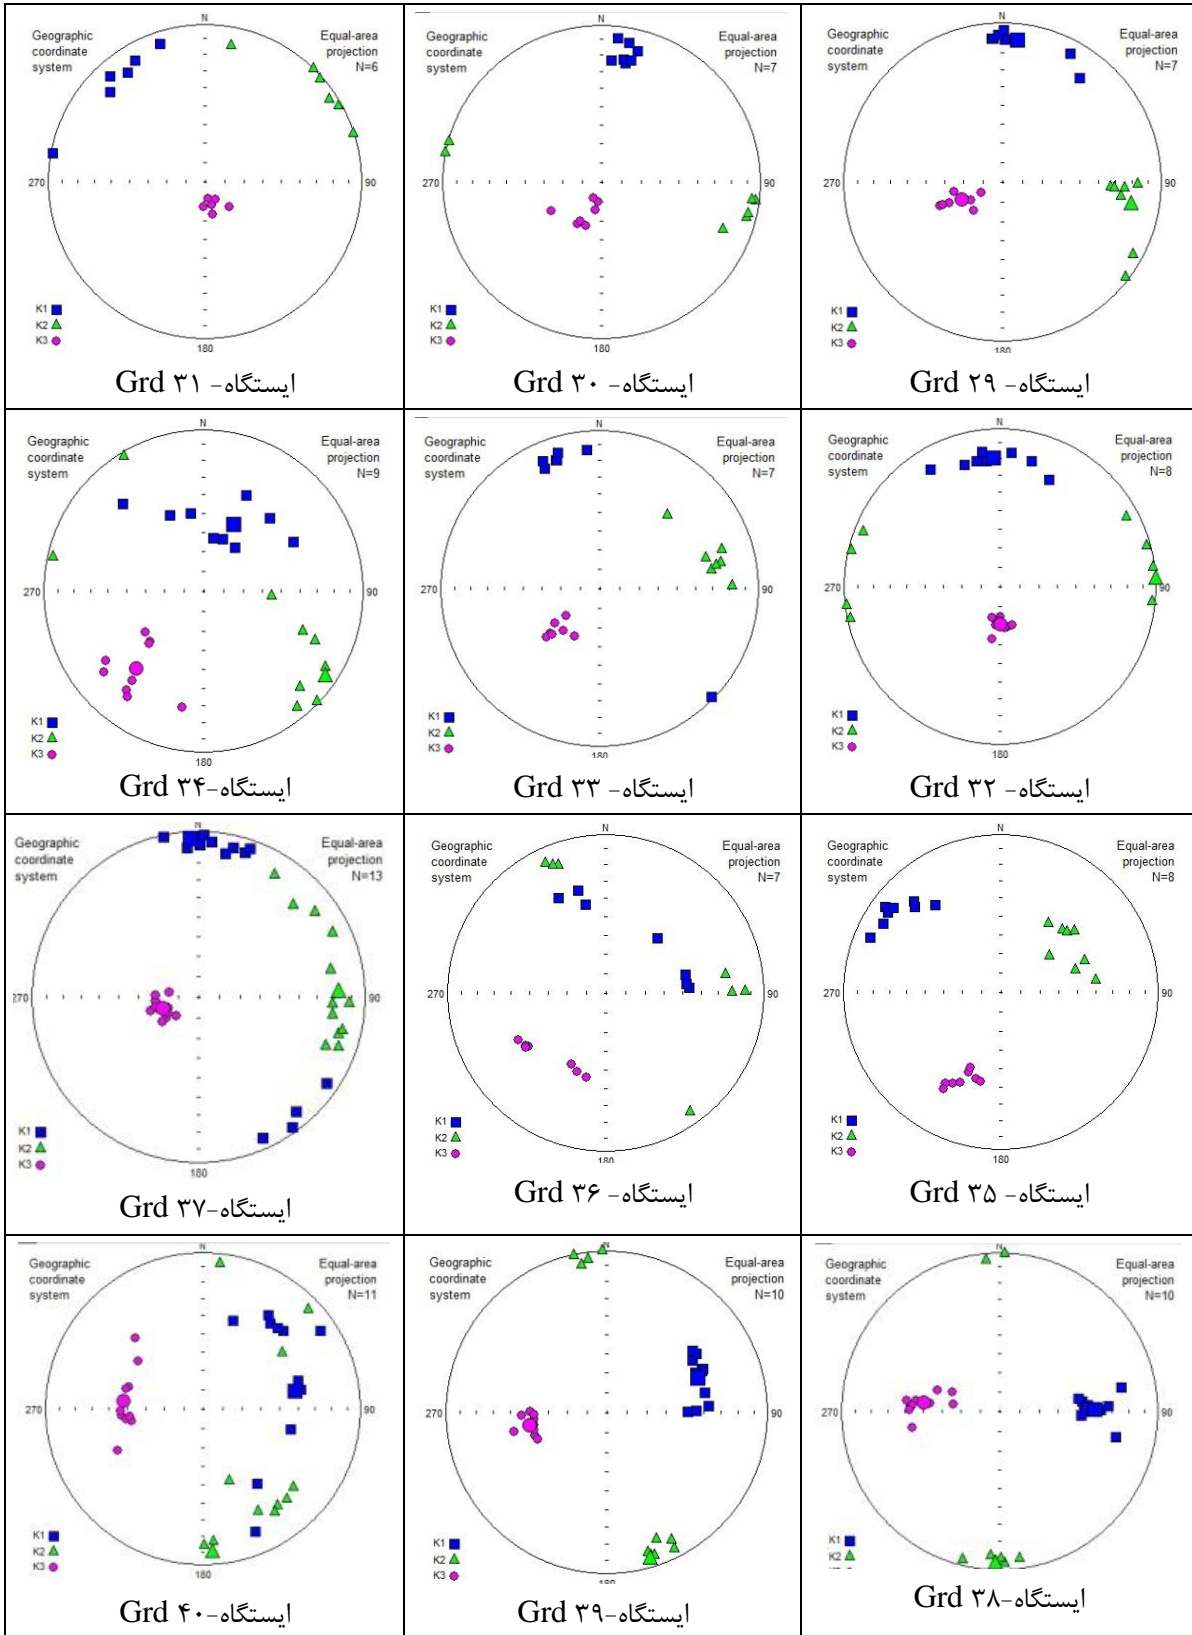 Geographic
coordinate
system
N
Equal-area
projection
N=7
270
90
K1
K2
K3
180
ایستگاه- Grd ۲۹
Geographic
coordinate
system
N
Equal-area
projection
N=7
270
90
K1
K2
K3
180
ایستگاه- Grd ۳۰
Geographic
coordinate
system
N
Equal-area
projection
N=6
270
90
K1
K2
K3
180
ایستگاه- Grd ۳۱
Geographic
coordinate
system
N
Equal-area
projection
N=8
270
90
K1
K2
K3
180
ایستگاه- Grd ۳۲
Geographic
coordinate
system
N
Equal-area
projection
N=7
270
90
K1
K2
K3
180
ایستگاه- Grd ۳۳
Geographic
coordinate
system
N
Equal-area
projection
N=9
270
90
K1
K2
K3
180
ایستگاه-Grd ۳۴
Geographic
coordinate
system
N
Equal-area
projection
N=8
270
90
K1
K2
K3
180
ایستگاه- Grd ۳۵
Geographic
coordinate
system
N
Equal-area
projection
N=7
270
90
K1
K2
K3
180
ایستگاه- Grd ۳۶
Geographic
coordinate
system
N
Equal-area
projection
N=13
270
90
K1
K2
K3
180
ایستگاه-Grd ۳۷
Geographic
coordinate
system
N
Equal-area
projection
N=10
270
90
K1
K2
ایستگاه-Grd ۳۸
Geographic
coordinate
system
N
Equal-area
projection
N=10
270
90
K1
K2
K3
180
ایستگاه-Grd ۳۹
Geographic
coordinate
system
N
Equal-area
projection
N=11
270
90
K1
K2
K3
180
ایستگاه-Grd ۴۰